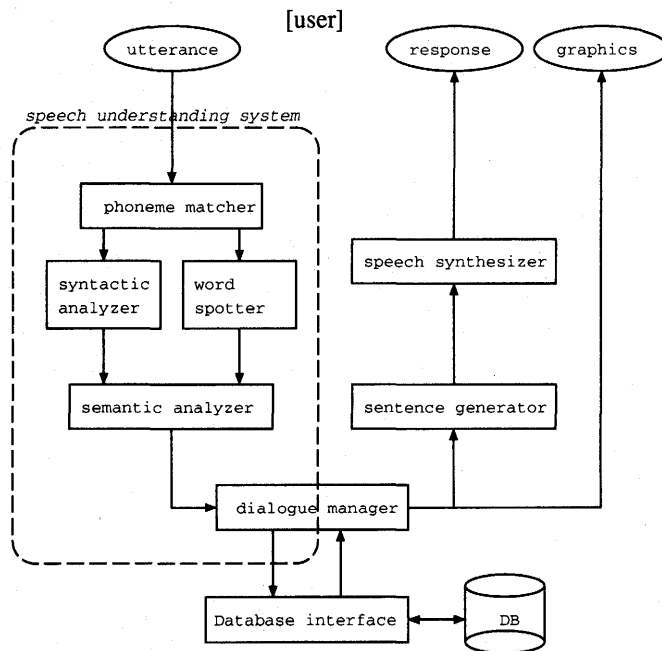 [user]
utterance
response
graphics
speech understanding system
phoneme matcher
syntactic
analyzer
word
spotter
speech synthesizer
semantic analyzer
sentence generator
dialogue manager
Database interface
DB